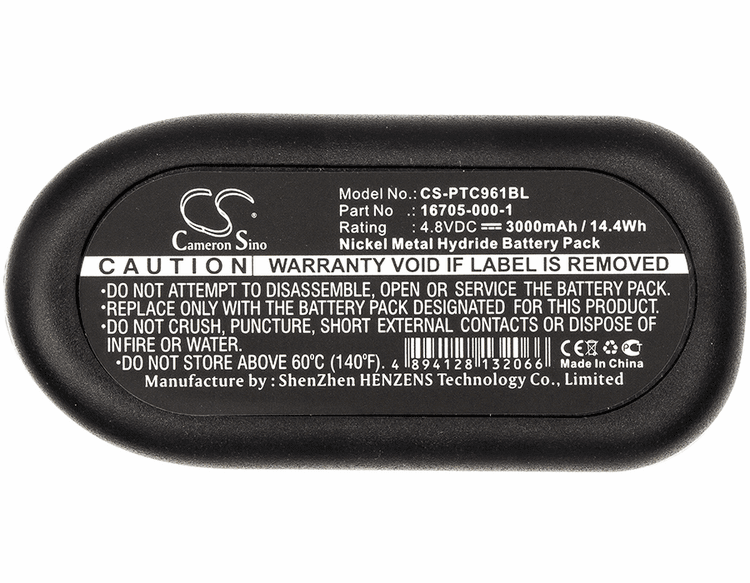 CS
Cameron Sino
Model No.: CS-PTC961BL
Part No .: 16705-000-1
Rating : 4.8VDC ⎓ 3000mAh / 14.4Wh
Nickel Metal Hydride Battery Pack
CAUTION WARRANTY VOID IF LABEL IS REMOVED
•DO NOT ATTEMPT TO DISASSEMBLE, OPEN OR SERVICE THE BATTERY PACK.
•REPLACE ONLY WITH THE BATTERY PACK DESIGNATED FOR THIS PRODUCT.
•DO NOT CRUSH, PUNCTURE, SHORT EXTERNAL CONTACTS OR DISPOSE OF
INFIRE OR WATER.
•DO NOT STORE ABOVE 60°C (140°F).
4 894128 132066
CE
Made In China
Manufacture by : ShenZhen HENZENS Technology Co., Limited